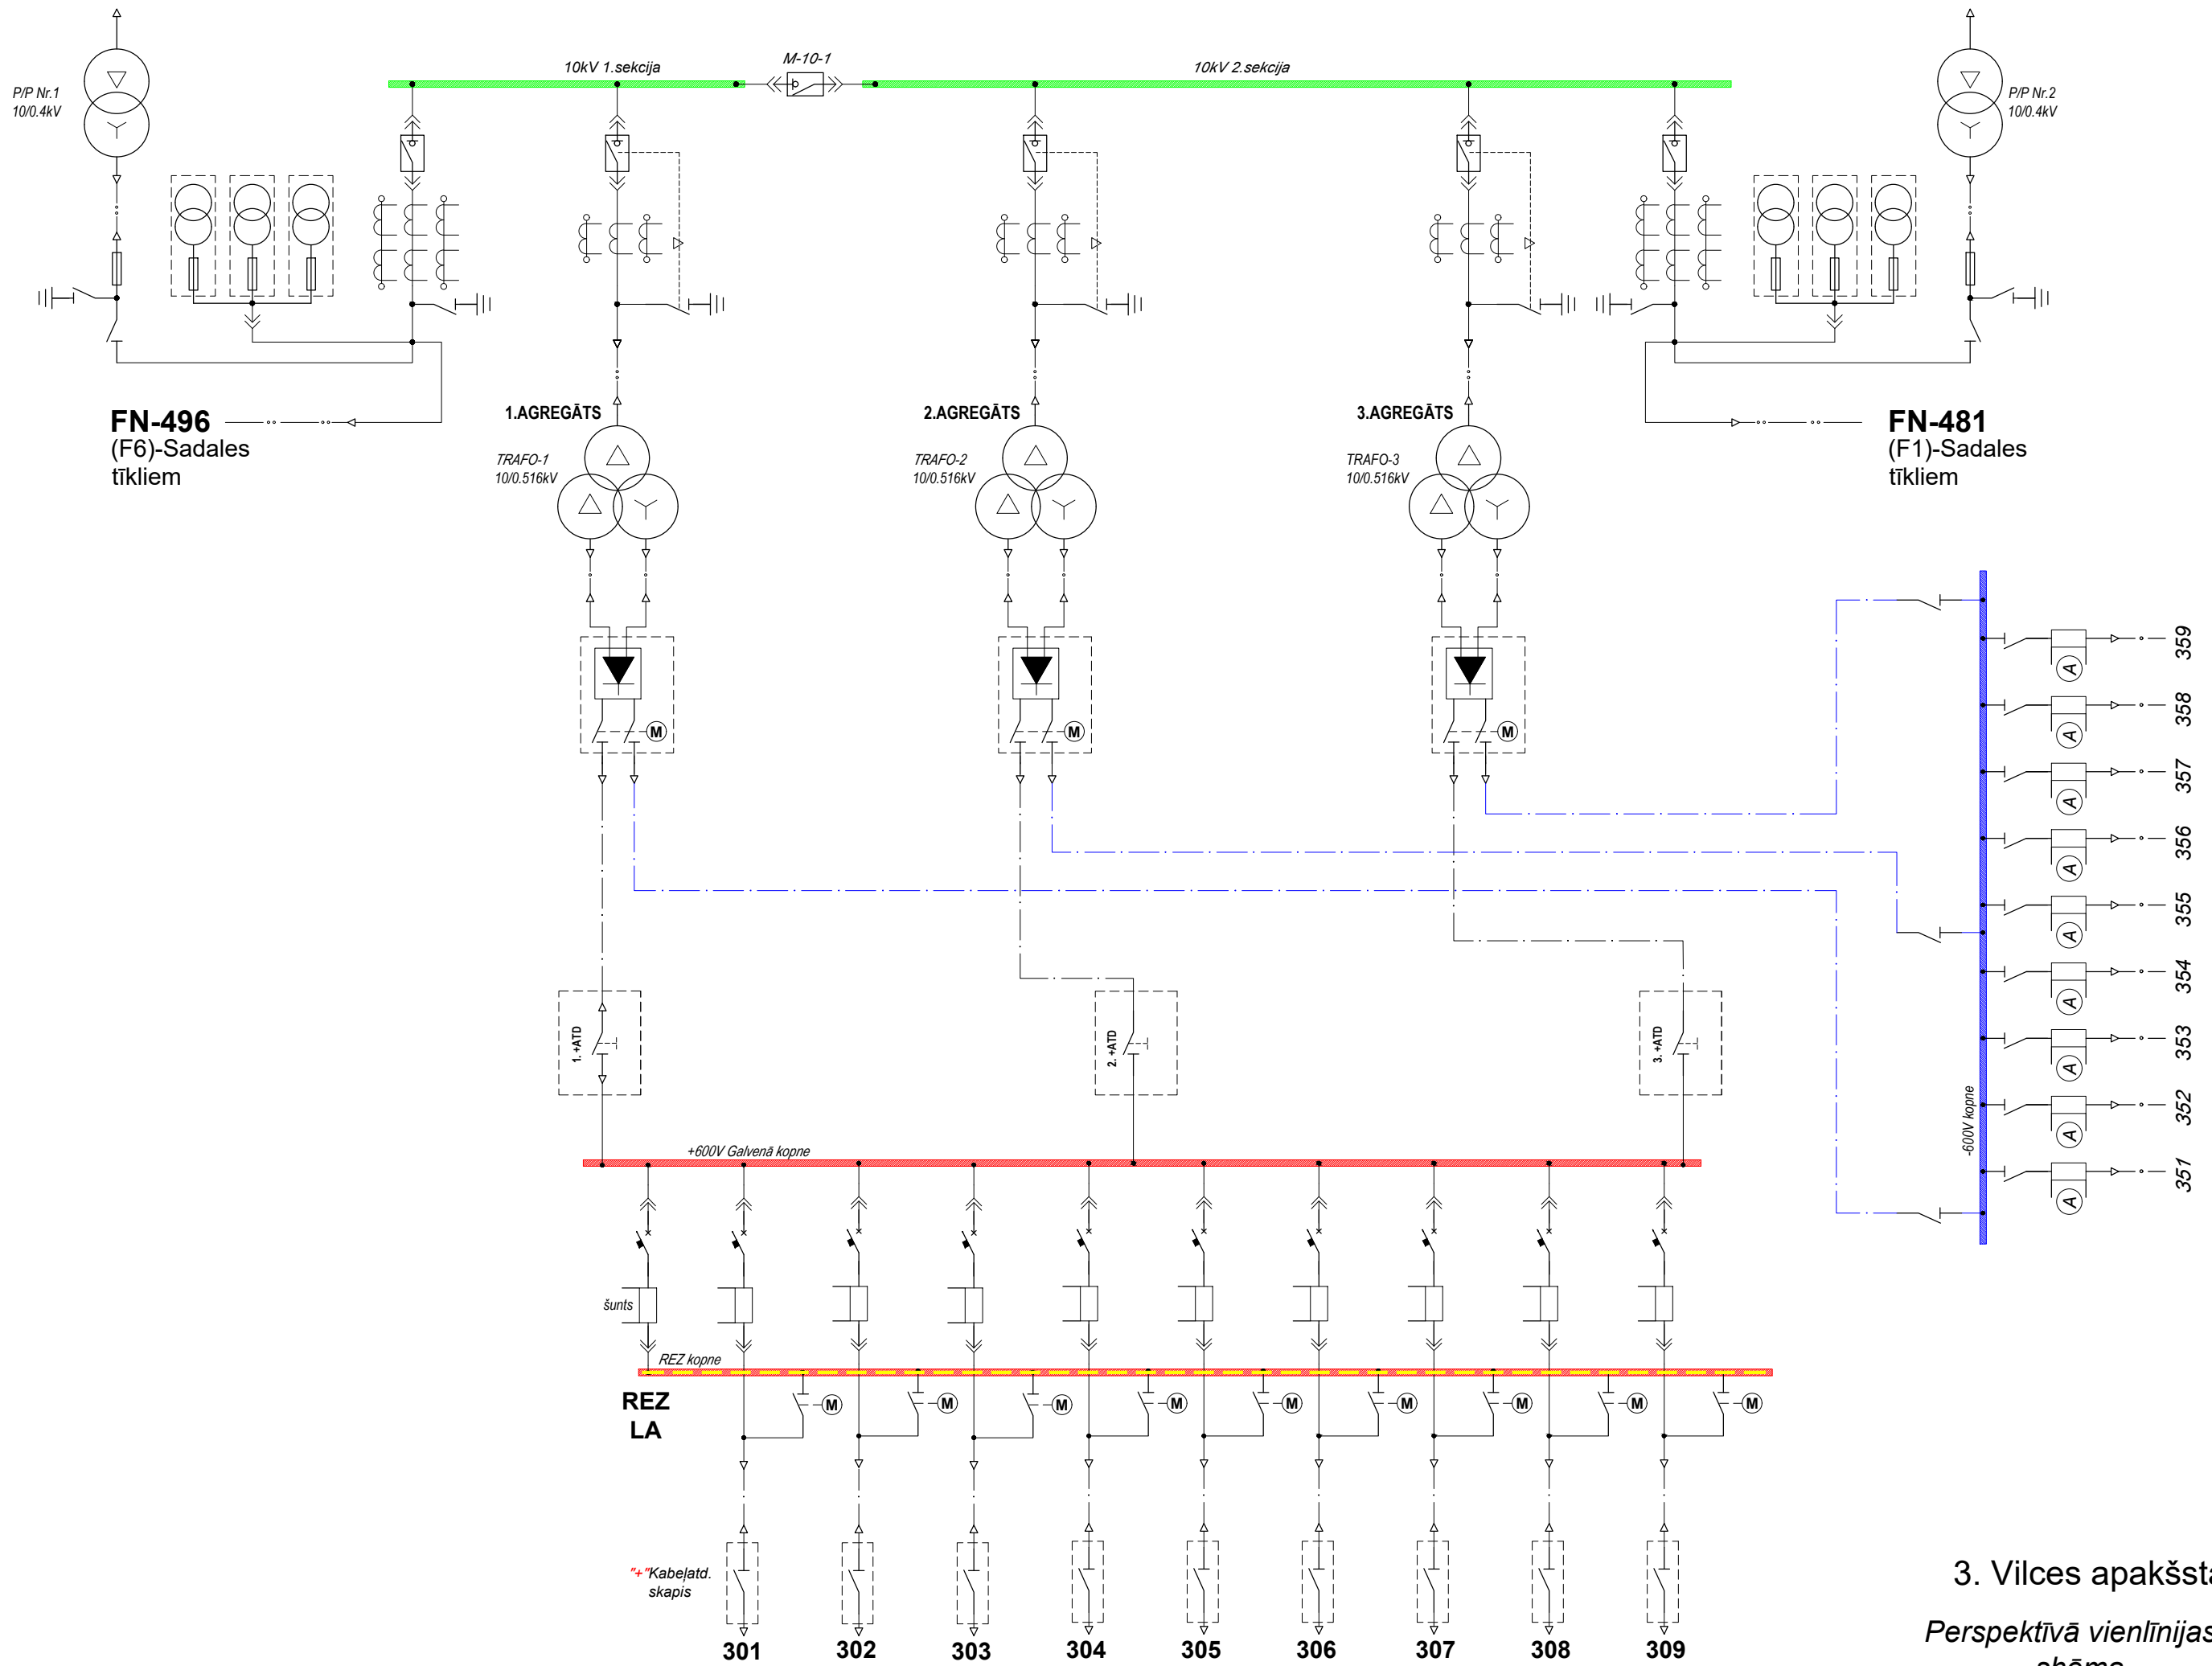 10kV 1.sekcija
M-10-1
10kV 2.sekcija
P/P Nr.1
10/0.4kV
P/P Nr.2
10/0.4kV
FN-496
(F6)-Sadales
tīkliem
1.AGREGĀTS
TRAFO-1
10/0.516kV
2.AGREGĀTS
TRAFO-2
10/0.516kV
3.AGREGĀTS
TRAFO-3
10/0.516kV
FN-481
(F1)-Sadales
tīkliem
M
M
M
359
A
358
A
357
A
356
A
355
A
354
A
353
A
352
A
351
A
-600V kopne
1. +ATD
2. +ATD
3. +ATD
+600V Galvenā kopne
šunts
REZ kopne
REZ
LA
M
M
M
M
M
M
M
M
M
"+"Kabeļatd.
skapis
301
302
303
304
305
306
307
308
309
3. Vilces
Perspektīvā vienlīnijas